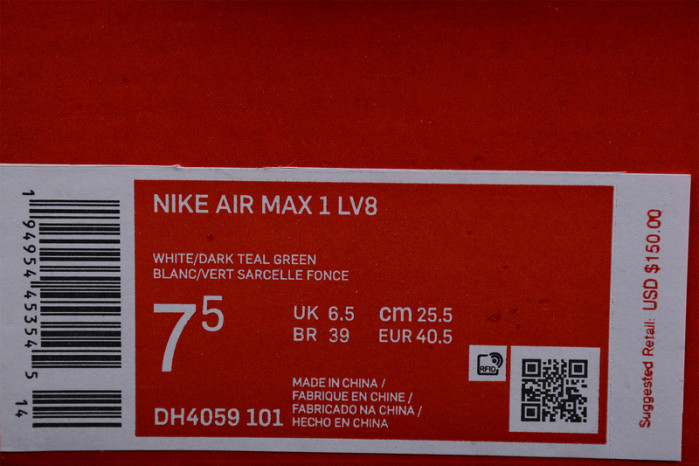 NIKE AIR MAX 1 LV8
WHITE/DARK TEAL GREEN
BLANC/VERT SARCELLE FONCE
7 5
UK 6.5 cm 25.5
BR 39 EUR 40.5
RFID
MADE IN CHINA /
FABRIQUE EN CHINE /
FABRICADO NA CHINA /
HECHO EN CHINA
DH4059 101
1 94954 45354 5
14
Suggested Retail: USD $150.00